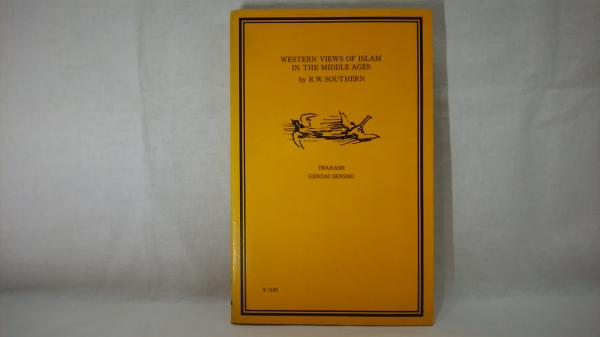 WESTERN VIEWS OF ISLAM
IN THE MIDDLE AGES
by R.W. SOUTHERN
IWANAMI
GENDAI SENSHO